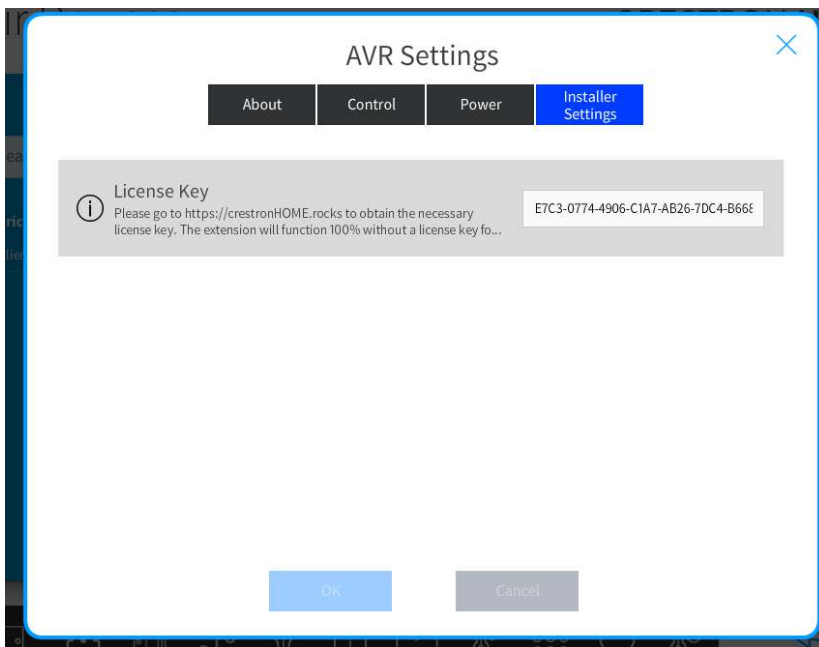 AVR Settings
About
Control
Power
Installer
Settings
License Key
Please go to https://crestronHOME.rocks to obtain the necessary
license key. The extension will function 100% without a license key fo...
E7C3-0774-4906-C1A7-AB26-7DC4-B668
OK
Cancel